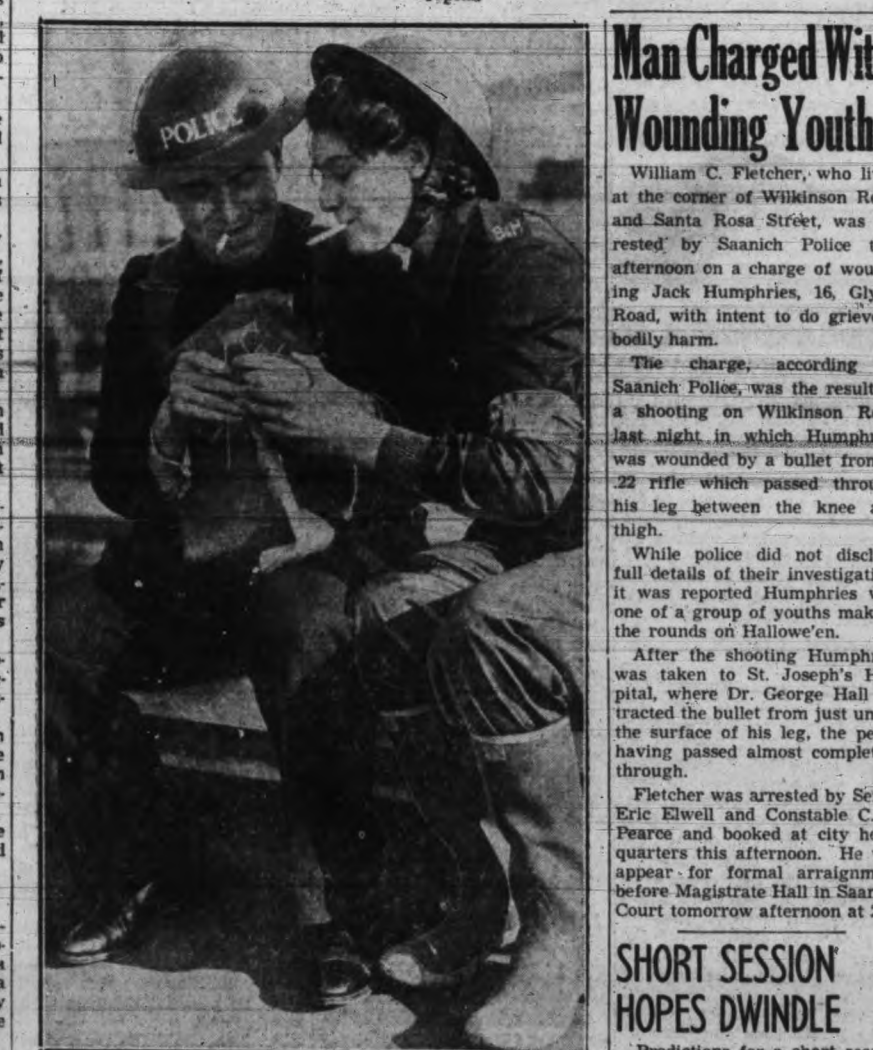 POLICE
Man Charged Wit
Wounding Youth
William C. Fletcher, who li
at the corner of Wilkinson Ro
and Santa Rosa Street, was
rested by Saanich Police t
afternoon on a charge of wou
ing Jack Humphries, 16, Gly
Road, with intent to do grieve
bodily harm.
The charge, according
Saanich Police, was the result
a shooting on Wilkinson Ro
last night in which Humphr
was wounded by a bullet from
.22 rifle which passed throu
his leg between the knee a
thigh.
While police did not discl
full details of their investigati
it was reported Humphries w
one of a group of youths mak
the rounds on Hallowe'en.
After the shooting Humphr
was taken to St. Joseph's H
pital, where Dr. George Hall
tracted the bullet from just un
the surface of his leg, the pe
having passed almost complet
through.
Fletcher was arrested by Se
Eric Elwell and Constable C.
Pearce and booked at city he
quarters this afternoon. He
appear for formal arraignm
before Magistrate Hall in Saan
Court tomorrow afternoon at 2
SHORT SESSION
HOPES DWINDLE